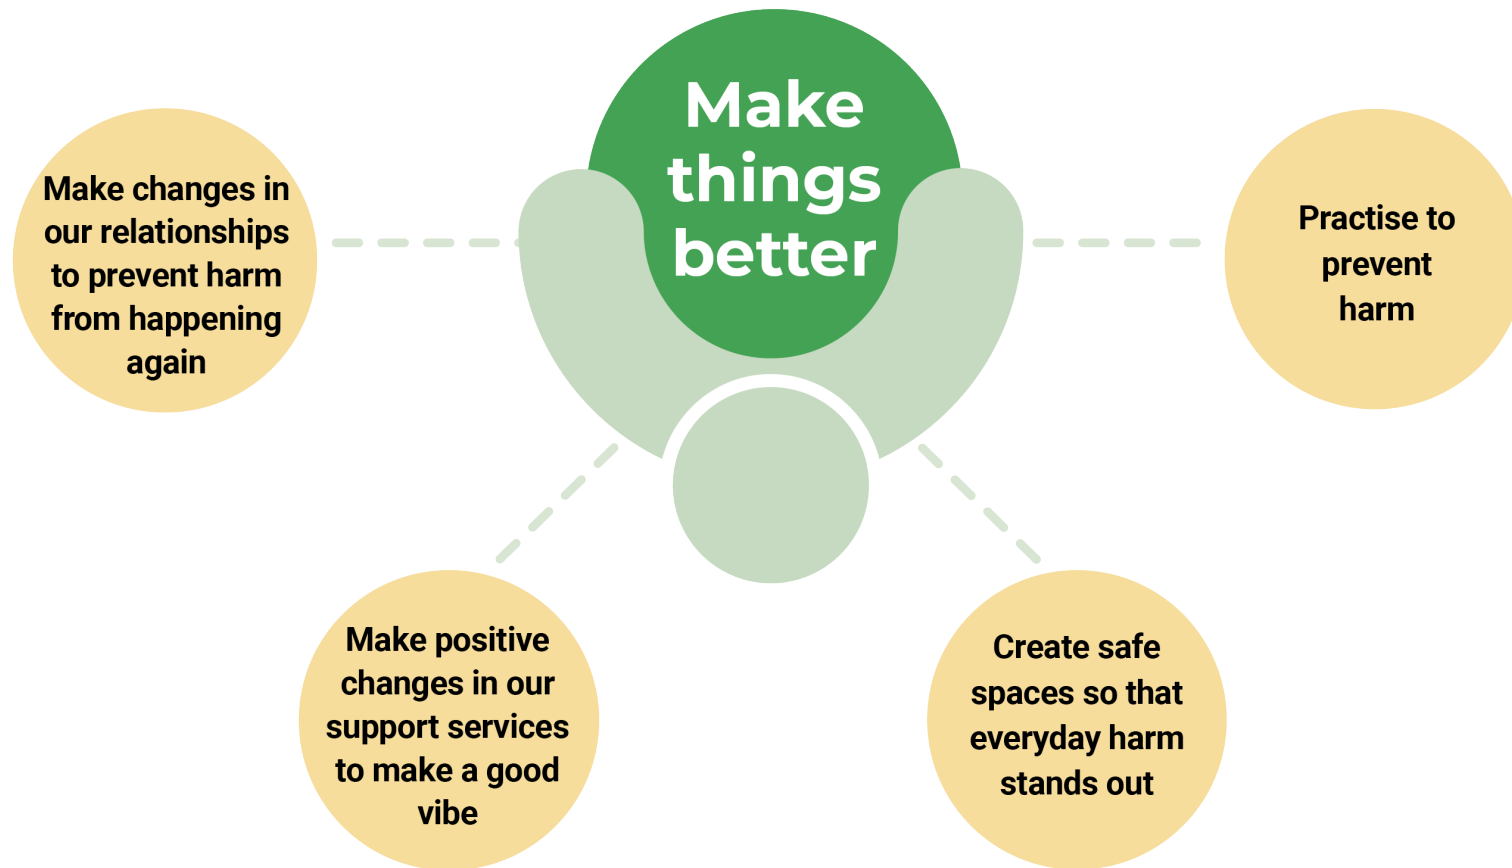 Make
things
better
Make changes in
our relationships
to prevent harm
from happening
again
Practise to
prevent
harm
Make positive
changes in our
support services
to make a good
vibe
Create safe
spaces so that
everyday harm
stands out